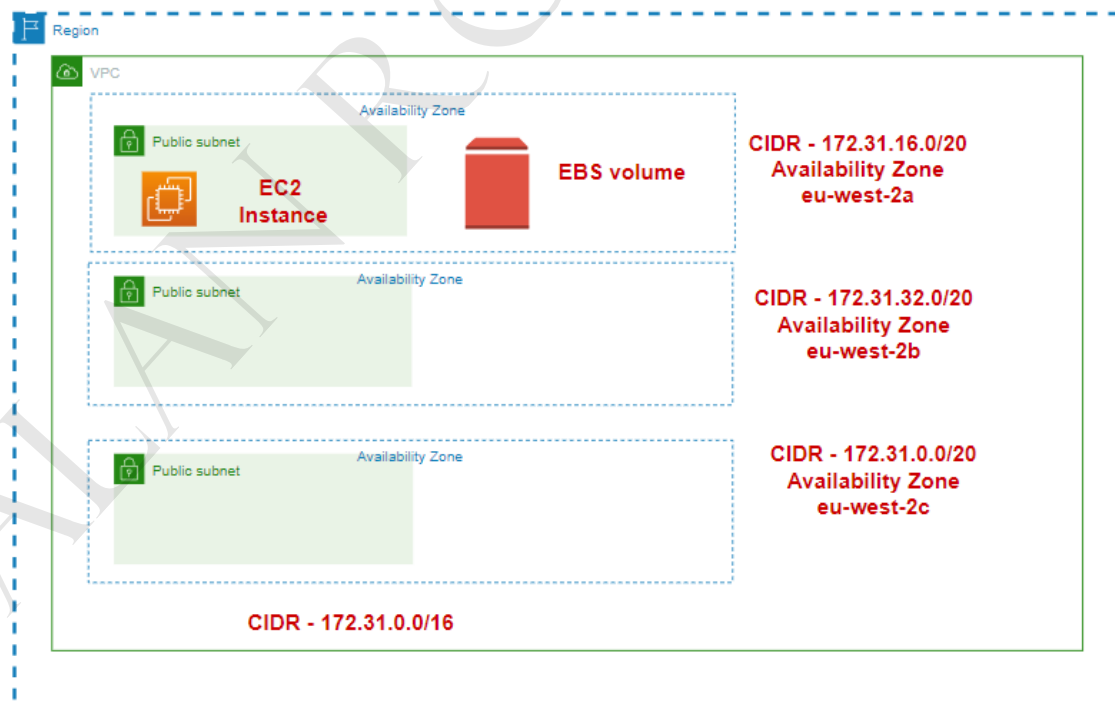 Region
VPC
Availability Zone
Public subnet
EC2
Instance
EBS volume
CIDR - 172.31.16.0/20
Availability Zone
eu-west-2a
Availability Zone
Public subnet
CIDR - 172.31.32.0/20
Availability Zone
eu-west-2b
Availability Zone
Public subnet
CIDR - 172.31.0.0/20
Availability Zone
eu-west-2c
CIDR - 172.31.0.0/16
ALAN R